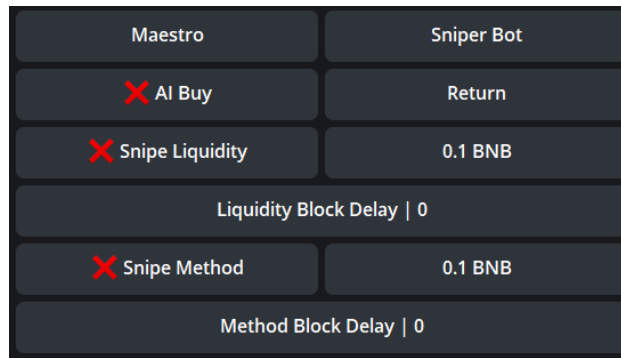 Maestro Sniper Bot
❌ AI Buy Return
❌ Snipe Liquidity 0.1 BNB
Liquidity Block Delay | 0
❌ Snipe Method 0.1 BNB
Method Block Delay | 0